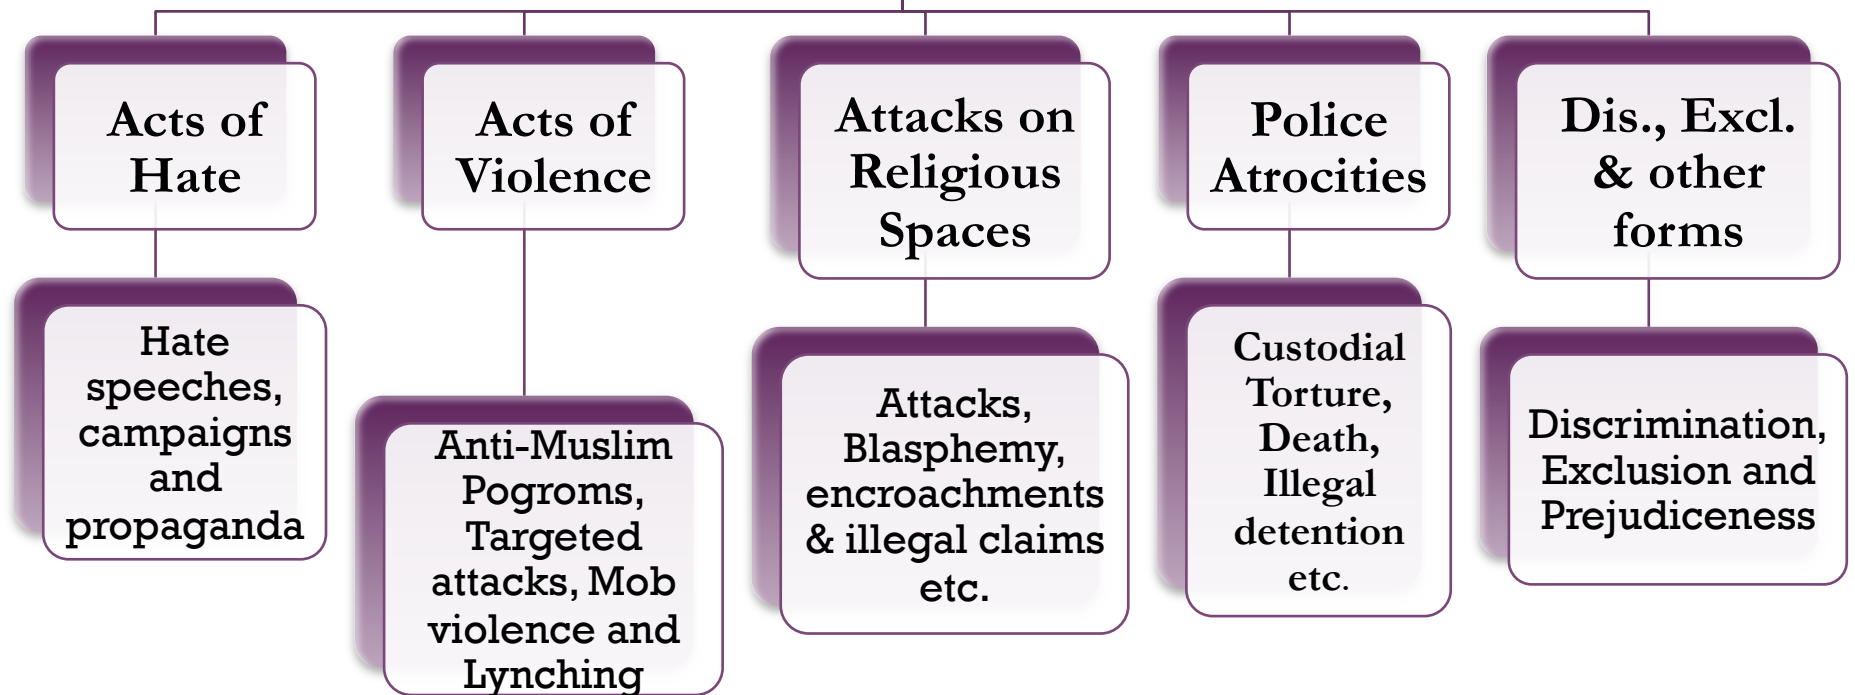 Acts of
Hate
Acts of
Violence
Attacks on
Religious
Spaces
Police
Atrocities
Dis., Excl.
& other
forms
Hate
speeches,
campaigns
and
propaganda
Anti-Muslim
Pogroms,
Targeted
attacks, Mob
violence and
Lynching
Attacks,
Blasphemy,
encroachments
& illegal claims
etc.
Custodial
Torture,
Death,
Illegal
detention
etc.
Discrimination,
Exclusion and
Prejudiceness